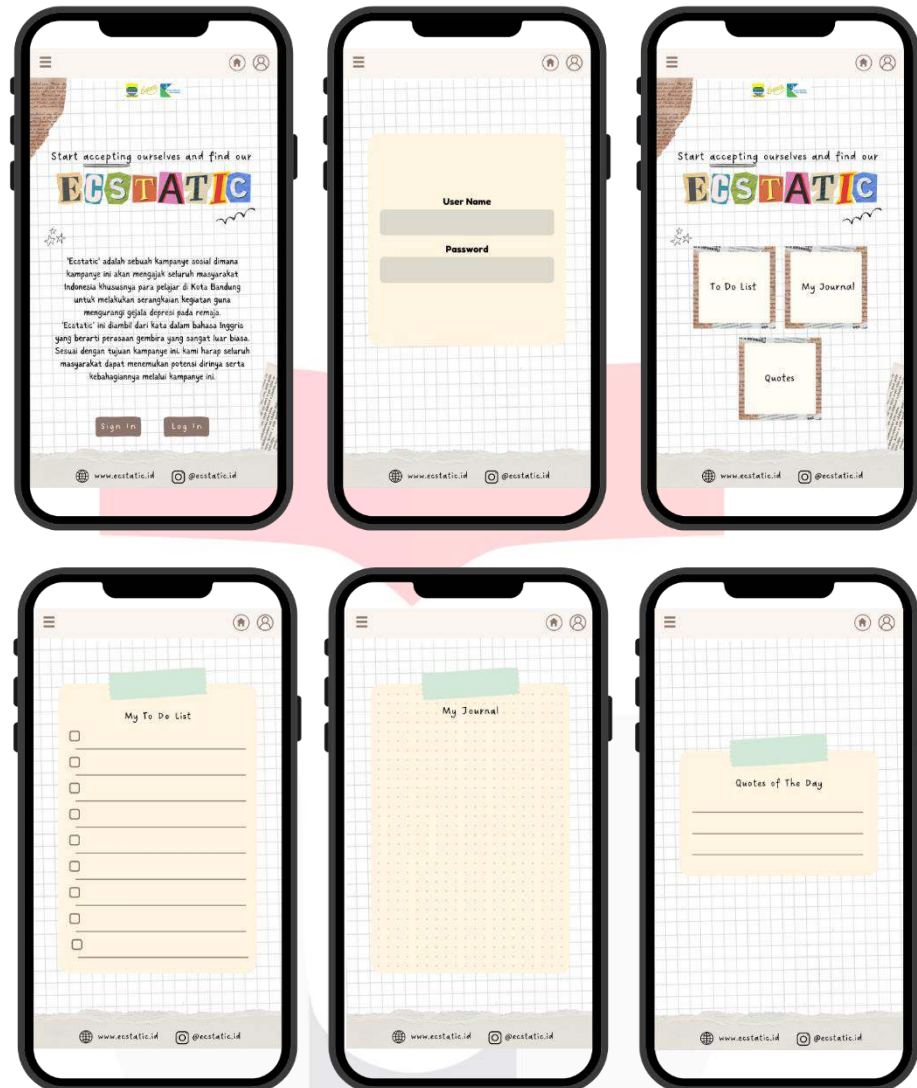 Start accepting ourselves and find our
ECSTATIC
'Ecstatic' adalah sebuah kampanye sosial dimana
kampanye ini akan mengajak seluruh masyarakat
Indonesia khususnya para pelajar di Kota Bandung
untuk melakukan serangkaian kegiatan guna
mengurangi gejala depresi pada remaja.
'Ecstatic' ini diambil dari kata dalam bahasa Inggris
yang berarti perasaan gembira yang sangat luar biasa.
Sesuai dengan tujuan kampanye ini, kami harap seluruh
masyarakat dapat menemukan potensi dirinya serta
kebahagiannya melalui kampanye ini.
Sign In
Log In
www.ecstatic.id @ecstatic.id
User Name
Password
www.ecstatic.id @ecstatic.id
Start accepting ourselves and find our
ECSTATIC
To Do List
My Journal
Quotes
www.ecstatic.id @ecstatic.id
My To Do List
www.ecstatic.id @ecstatic.id
My Journal
www.ecstatic.id @ecstatic.id
Quotes of The Day
www.ecstatic.id @ecstatic.id